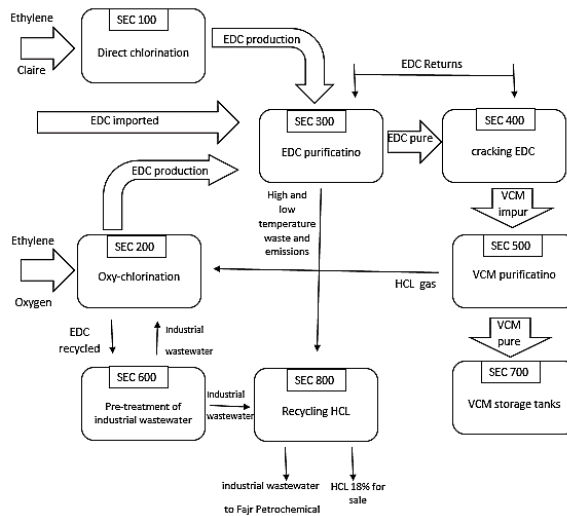 Ethylene
SEC 100
Direct chlorination
Claire
EDC production
EDC Returns
EDC imported
SEC 300
EDC purificatino
EDC pure
SEC 400
cracking EDC
EDC production
High and
low
temperature
waste and
emissions
VCM
impur
Ethylene
SEC 200
Oxy-chlorination
Oxygen
SEC 500
VCM purificatino
HCL gas
EDC
recycled
Industrial
wastewater
VCM
pure
SEC 600
Pre-treatment of
industrial wastewater
Industrial
wastewater
SEC 800
Recycling HCL
SEC 700
VCM storage tanks
industrial wastewater
to Fajr Petrochemical
HCL 18% for
sale